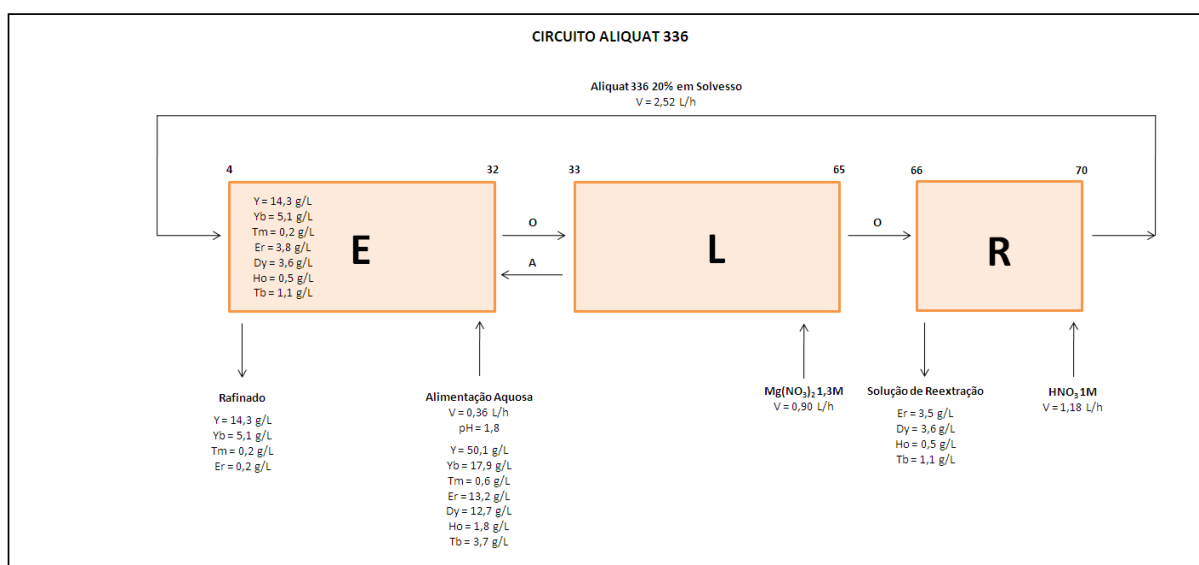 CIRCUITO ALIQUAT 336
Aliquat 336 20% em Solvesso
V = 2,52 L/h
4
32
33
65
66
70
Y = 14,3 g/L
Yb = 5,1 g/L
Tm = 0,2 g/L
Er = 3,8 g/L
Dy = 3,6 g/L
Ho = 0,5 g/L
Tb = 1,1 g/L
E
O
A
L
O
R
Rafinado
Y = 14,3 g/L
Yb = 5,1 g/L
Tm = 0,2 g/L
Er = 0,2 g/L
Alimentação Aquosa
V = 0,36 L/h
pH = 1,8
Y = 50,1 g/L
Yb = 17,9 g/L
Tm = 0,6 g/L
Er = 13,2 g/L
Dy = 12,7 g/L
Ho = 1,8 g/L
Tb = 3,7 g/L
Mg(NO₃)₂ 1,3M
V = 0,90 L/h
Solução de Reextração
Er = 3,5 g/L
Dy = 3,6 g/L
Ho = 0,5 g/L
Tb = 1,1 g/L
HNO₃ 1M
V = 1,18 L/h